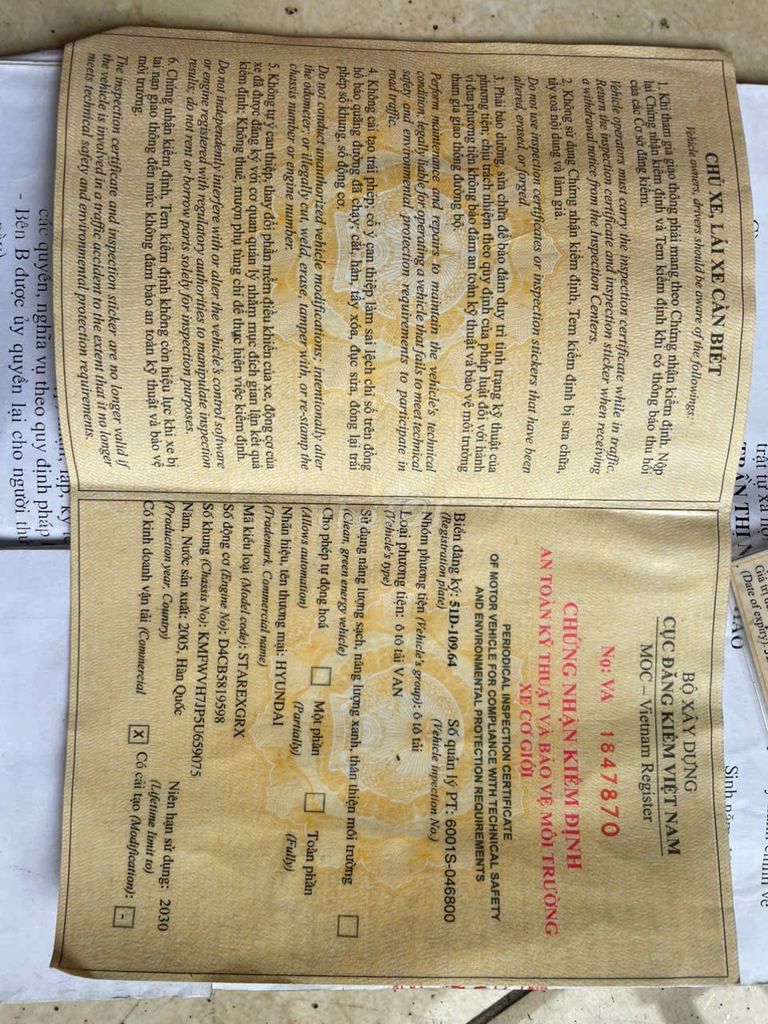 CHỦ XE, LÁI XE CẦN BIẾT
Vehicle owners, drivers should be aware of the followings:
1. Khi tham gia giao thông phải mang theo Chứng nhận kiểm định. Nộp
lại Chứng nhận kiểm định và Tem kiểm định khi có thông báo thu hồi
của các Cơ sở đăng kiểm.
Vehicle operators must carry the inspection certificate while in traffic.
Return the inspection certificate and inspection sticker when receiving
a withdrawal notice from the Inspection Centers.
2. Không sử dụng Chứng nhận kiểm định, Tem kiểm định bị sửa chữa,
tẩy xoá nội dung và làm giả.
Do not use inspection certificates or inspection stickers that have been
altered, erased, or forged.
3. Phải bảo dưỡng, sửa chữa để bảo đảm duy trì tình trạng kỹ thuật của
phương tiện; chịu trách nhiệm theo quy định của pháp luật đối với hành
vi đưa phương tiện không bảo đảm an toàn kỹ thuật và bảo vệ môi trường
tham gia giao thông đường bộ.
Perform maintenance and repairs to maintain the vehicle's technical
condition; legally liable for operating a vehicle that fails to meet technical
safety and environmental protection requirements to participate in
road traffic.
4. Không cải tạo trái phép; cố ý can thiệp làm sai lệch chỉ số trên đồng
hồ báo quãng đường đã chạy; cắt, hàn, tẩy xóa, đục sửa, đóng lại trái
phép số khung, số động cơ.
Do not conduct unauthorized vehicle modifications; intentionally alter
the odometer; or illegally cut, weld, erase, tamper with, or re-stamp the
chassis number or engine number.
5. Không tự ý can thiệp, thay đổi phần mềm điều khiển của xe, động cơ của
xe đã được đăng ký với cơ quan quản lý nhằm mục đích gian lận kết quả
kiểm định; Không thuê, mượn phụ tùng chỉ để thực hiện việc kiểm định.
Do not independently interfere with or alter the vehicle's control software
or engine registered with regulatory authorities to manipulate inspection
results; do not rent or borrow parts solely for inspection purposes.
6. Chứng nhận kiểm định, Tem kiểm định không còn hiệu lực khi xe bị
tai nạn giao thông đến mức không đảm bảo an toàn kỹ thuật và bảo vệ
môi trường.
The inspection certificate and inspection sticker are no longer valid if
the vehicle is involved in a traffic accident to the extent that it no longer
meets technical safety and environmental protection requirements.
BỘ XÂY DỰNG
CỤC ĐĂNG KIỂM VIỆT NAM
MOC – Vietnam Register
No: VA 1847870
CHỨNG NHẬN KIỂM ĐỊNH
AN TOÀN KỸ THUẬT VÀ BẢO VỆ MÔI TRƯỜNG
XE CƠ GIỚI
PERIODICAL INSPECTION CERTIFICATE
OF MOTOR VEHICLE FOR COMPLIANCE WITH TECHNICAL SAFETY
AND ENVIRONMENTAL PROTECTION REQUIREMENTS
Biển đăng ký: 51D-109.64 Số quản lý PT: 6001S-046800
(Registration plate) (Vehicle inpection No.)
Nhóm phương tiện (Vehicle's group): ô tô tải
Loại phương tiện: ô tô tải VAN
(Vehicle's type)
Sử dụng năng lượng sạch, năng lượng xanh, thân thiện môi trường
(Clean, green energy vehicle)
Cho phép tự động hoá Một phần Toàn phần
(Allows automation) (Partially) (Fully)
Nhãn hiệu, tên thương mại: HYUNDAI
(Trademark, Commercial name)
Mã kiểu loại (Model code): STAREXGRX
Số động cơ (Engine No): D4CB5819598
Số khung (Chassis No): KMFWVH7JP5U659075
Năm, Nước sản xuất: 2005, Hàn Quốc Niên hạn sử dụng: 2030
(Production year, Country) (Lifetime limit to)
Có kinh doanh vận tải (Commercial X Có cải tạo (Modification): -
các quyền, nghĩa vụ theo quy định pháp
- Bên B được ủy quyền lại cho người thứ
trật tự xã hội
TRẦN THỊ
Giá trị
(Date of expiry)
Sinh năm